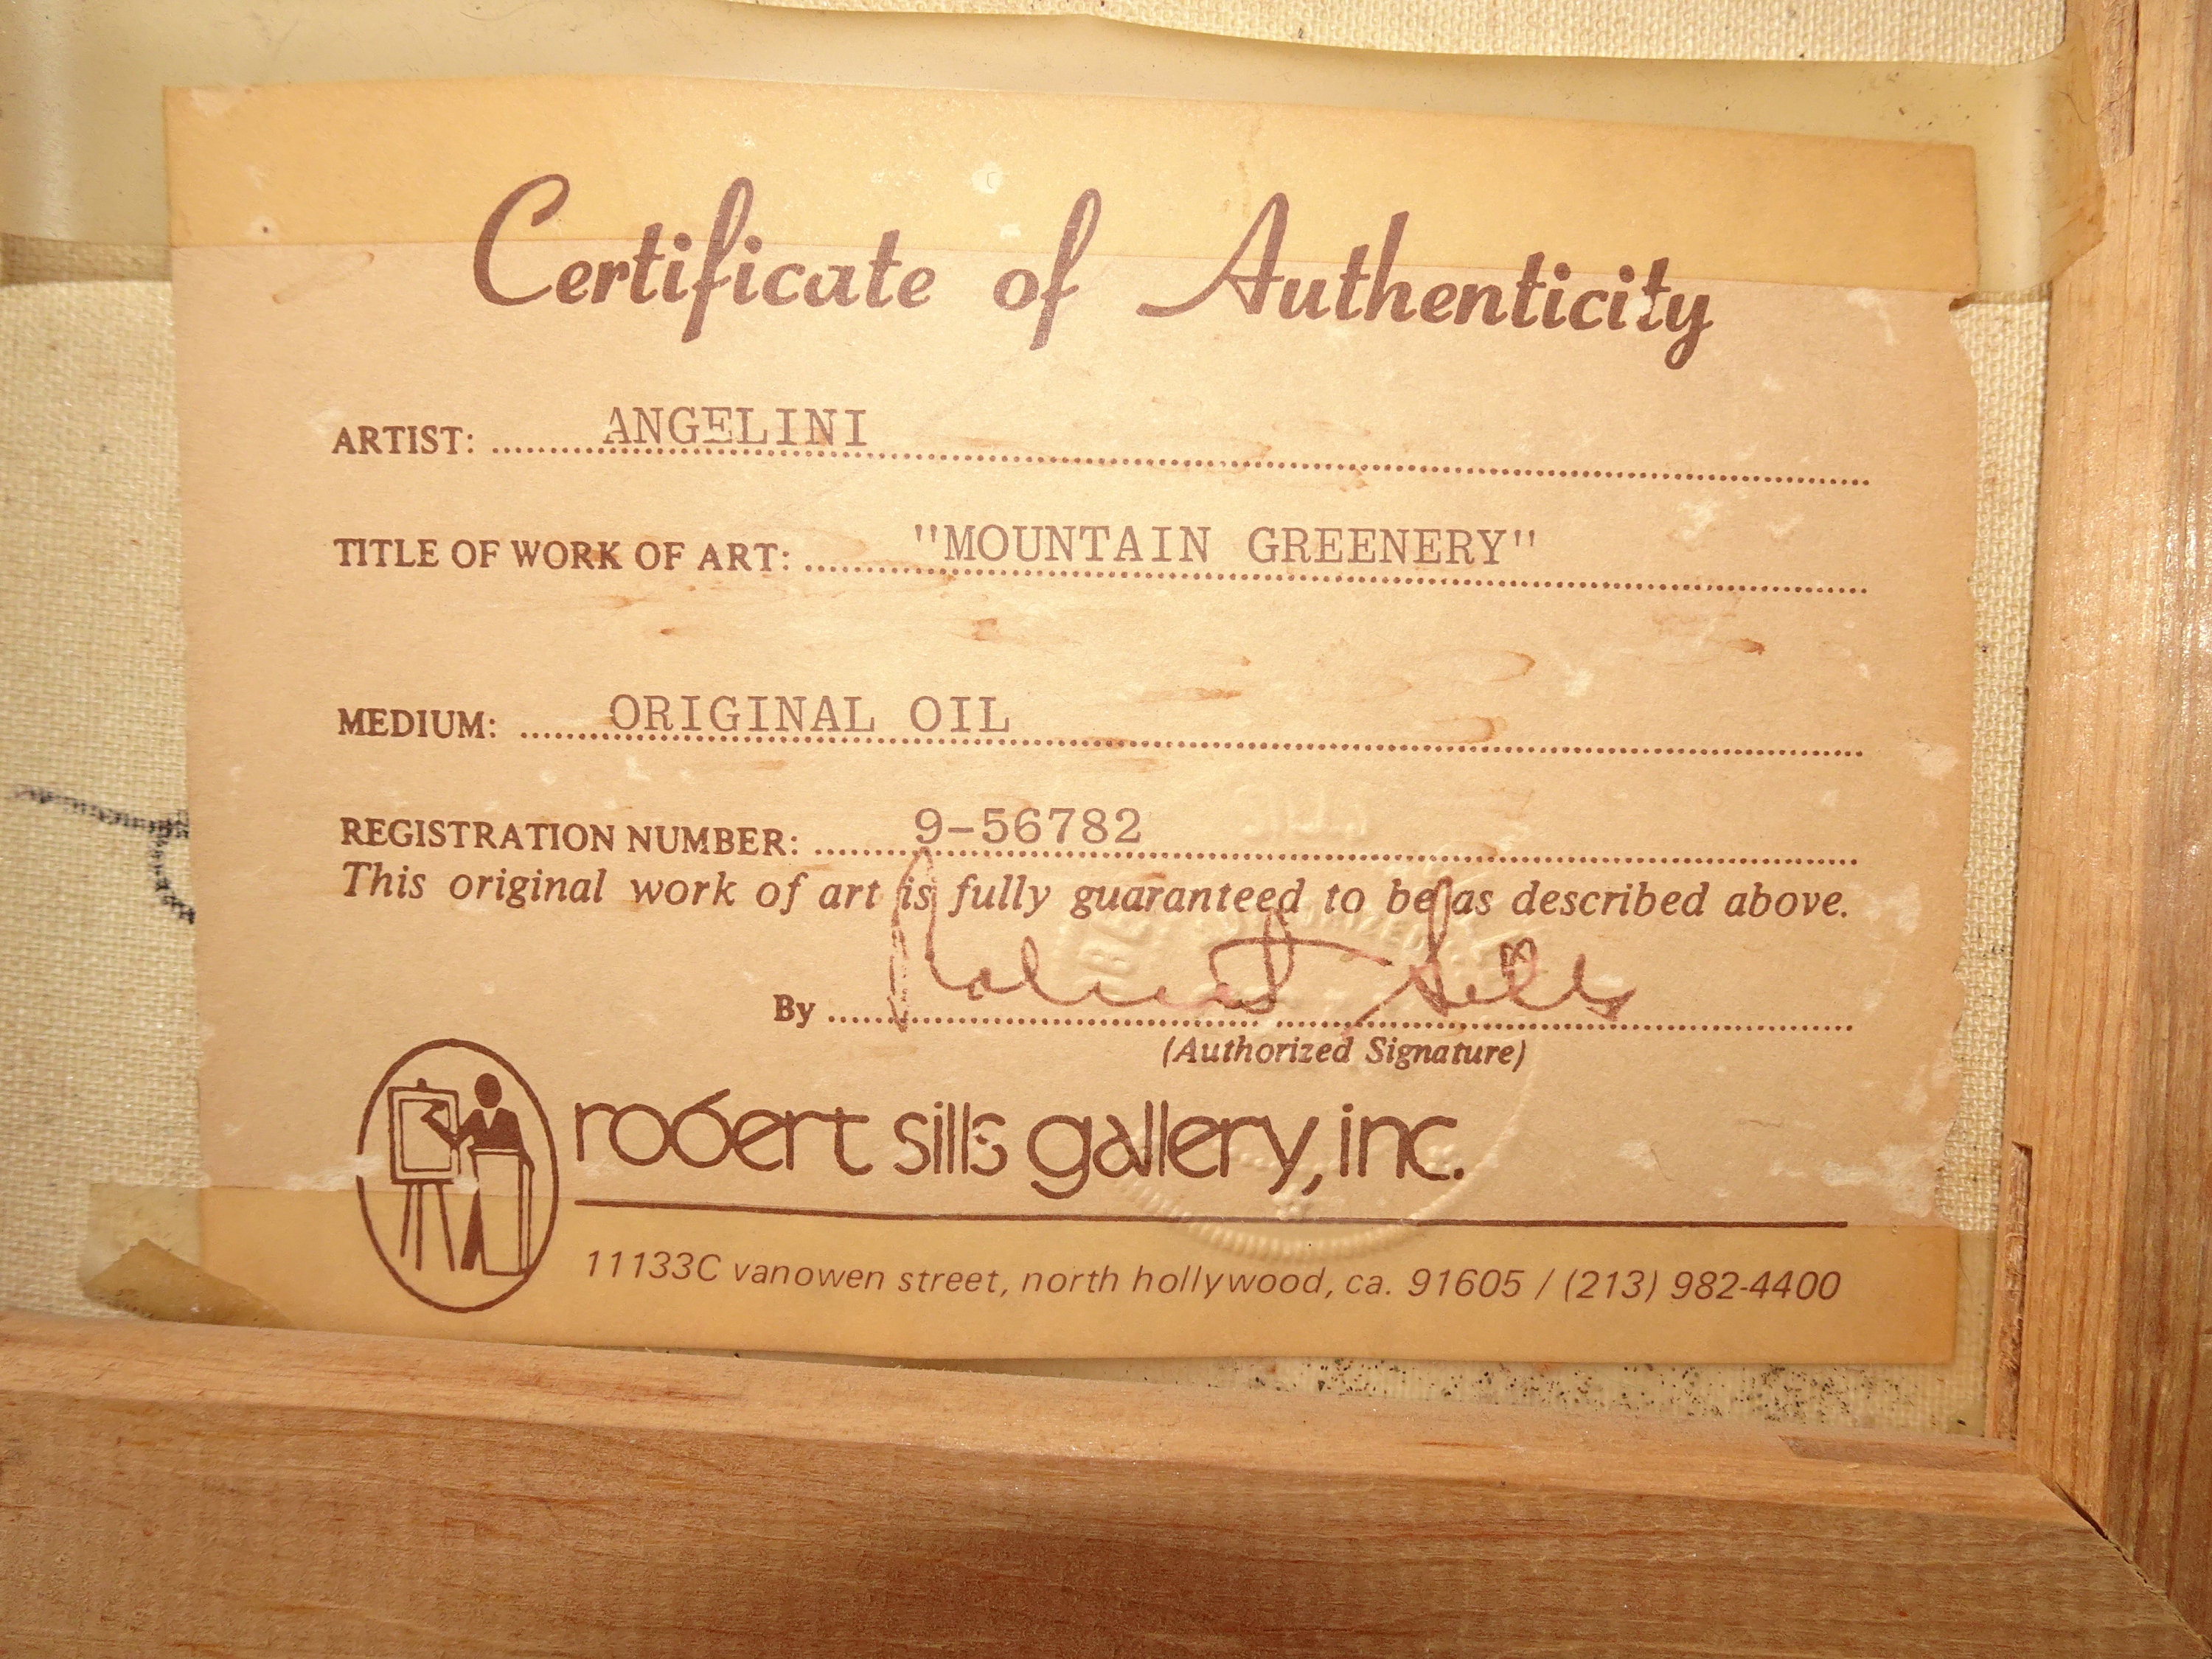 Certificate of Authenticity
ARTIST: ANGELINI
TITLE OF WORK OF ART: "MOUNTAIN GREENERY"
MEDIUM: ORIGINAL OIL
REGISTRATION NUMBER: 9-56782
This original work of art is fully guaranteed to be as described above.
By Robert Sills
(Authorized Signature)
robert sills gallery, inc.
11133C vanowen street, north hollywood, ca. 91605 / (213) 982-4400